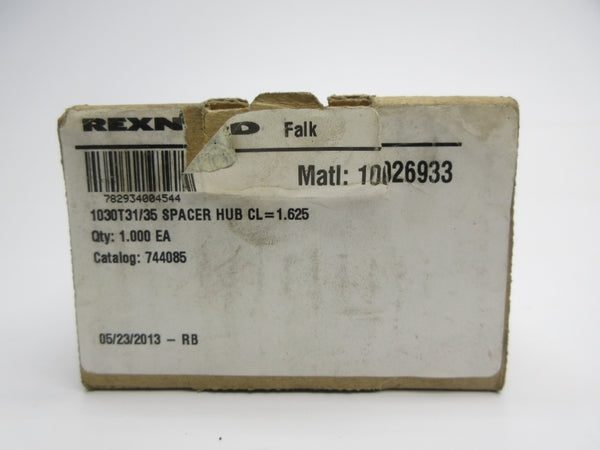 REXN D Falk
Matl: 10026933
782934004544
1030T31/35 SPACER HUB CL=1.625
Qty: 1.000 EA
Catalog: 744085
05/23/2013 - RB